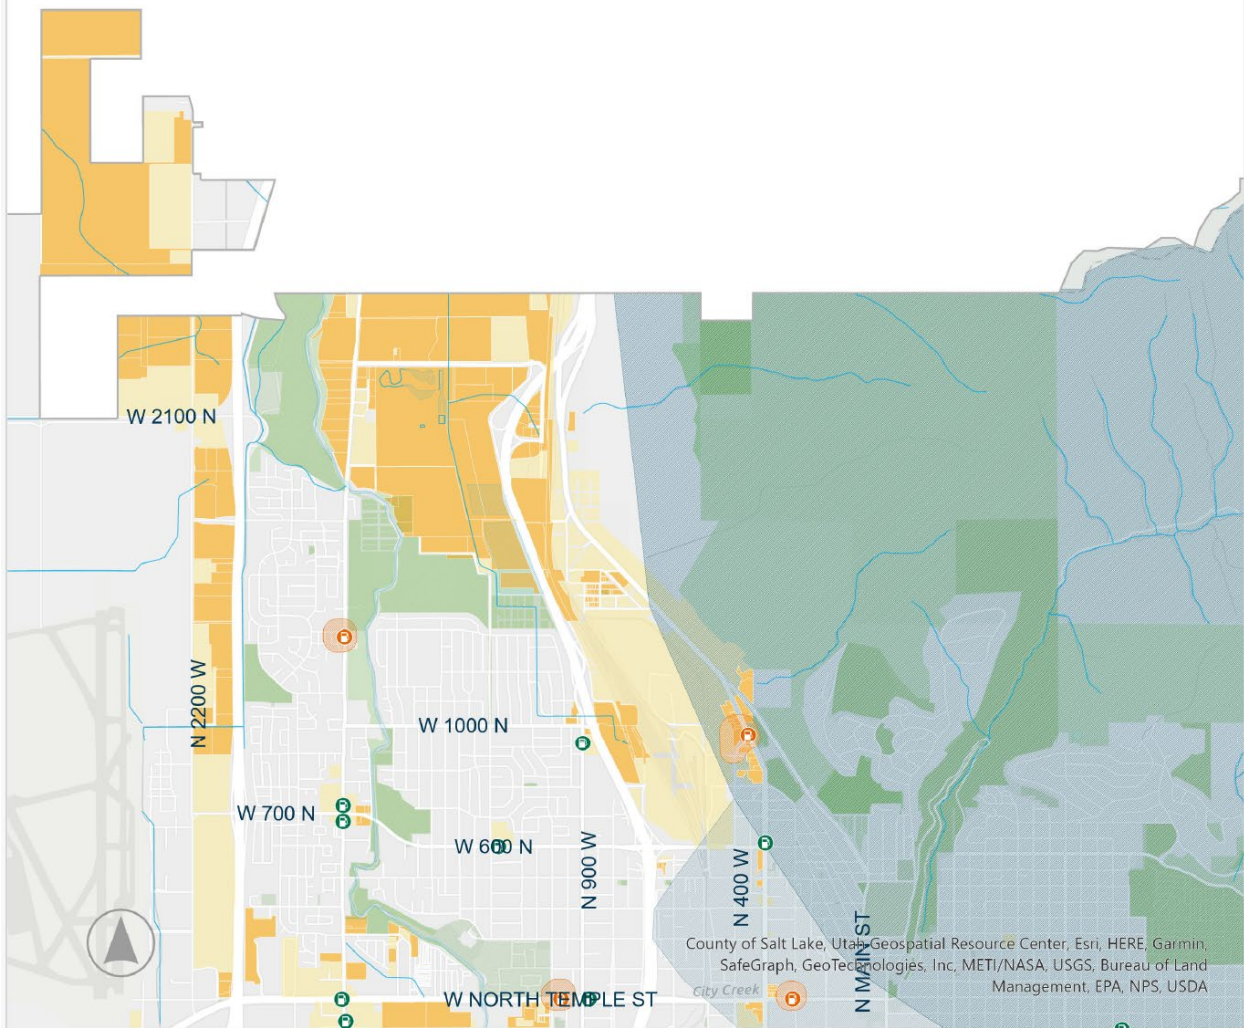 W 2100 N
N 2200 W
W 1000 N
W 700 N
W 600 N
N 900 W
N 400 W
N MAIN ST
County of Salt Lake, Utah Geospatial Resource Center, Esri, HERE, Garmin,
SafeGraph, GeoTechnologies, Inc, METI/NASA, USGS, Bureau of Land
Management, EPA, NPS, USDA
City Creek
W NORTH TEMPLE ST